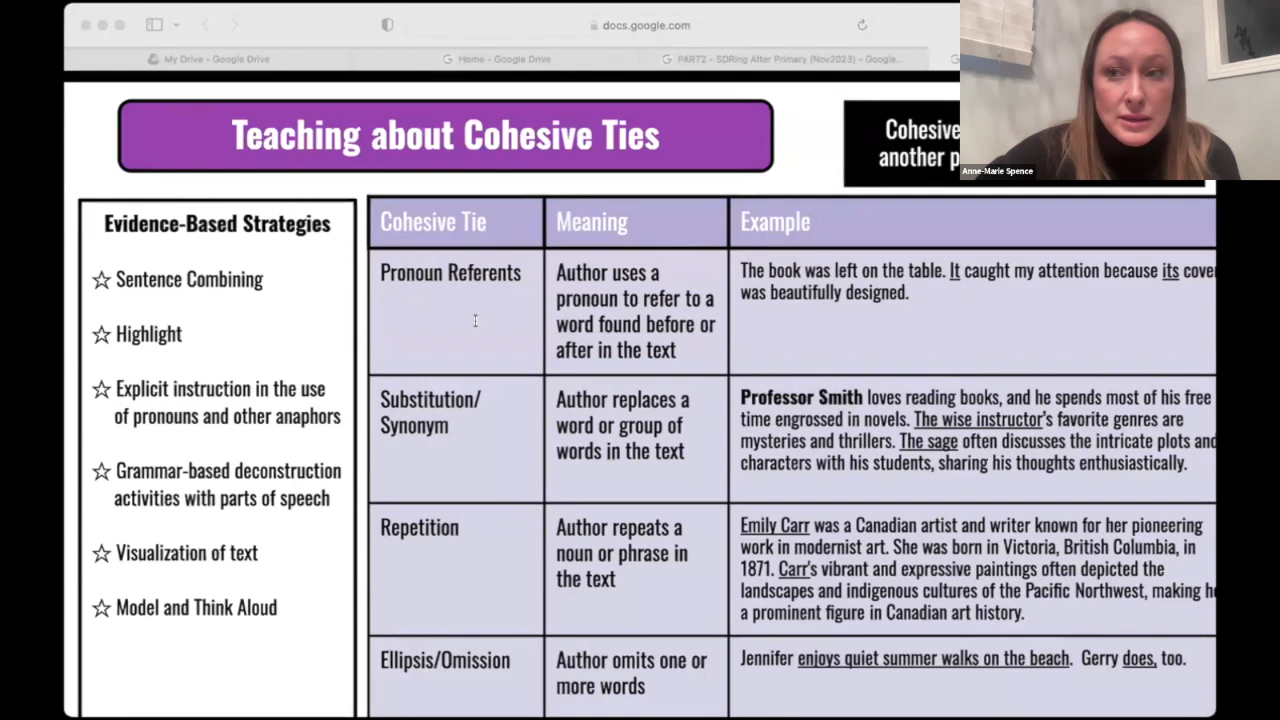 docs.google.com
My Drive - Google Drive
Home - Google Drive
PART2 - SORing After Primary (Nov2023) - Google...
Teaching about Cohesive Ties
Cohesive
another p
Anne-Marie Spence
Evidence-Based Strategies
☆ Sentence Combining
☆ Highlight
☆ Explicit instruction in the use
of pronouns and other anaphors
☆ Grammar-based deconstruction
activities with parts of speech
☆ Visualization of text
☆ Model and Think Aloud
Cohesive Tie
Meaning
Example
Pronoun Referents
Author uses a
pronoun to refer to a
word found before or
after in the text
The book was left on the table. It caught my attention because its cover
was beautifully designed.
Substitution/
Synonym
Author replaces a
word or group of
words in the text
Professor Smith loves reading books, and he spends most of his free
time engrossed in novels. The wise instructor's favorite genres are
mysteries and thrillers. The sage often discusses the intricate plots and
characters with his students, sharing his thoughts enthusiastically.
Repetition
Author repeats a
noun or phrase in
the text
Emily Carr was a Canadian artist and writer known for her pioneering
work in modernist art. She was born in Victoria, British Columbia, in
1871. Carr's vibrant and expressive paintings often depicted the
landscapes and indigenous cultures of the Pacific Northwest, making he
a prominent figure in Canadian art history.
Ellipsis/Omission
Author omits one or
more words
Jennifer enjoys quiet summer walks on the beach. Gerry does, too.